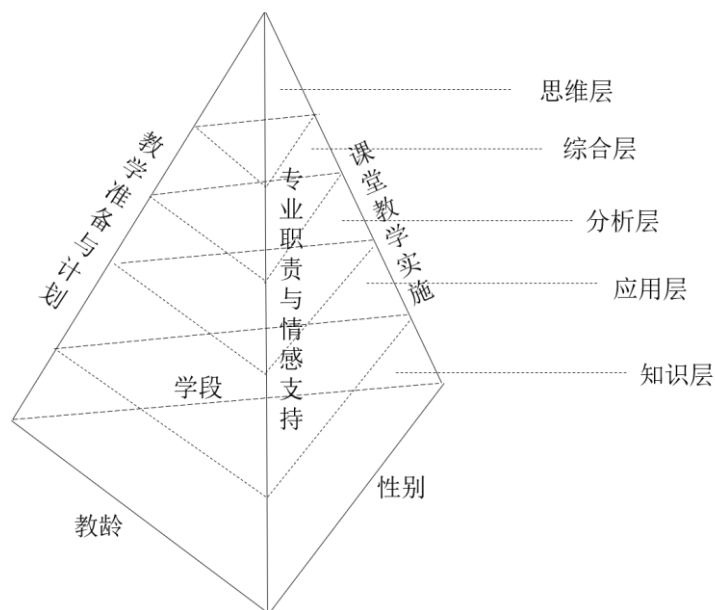 思维层
综合层
分析层
应用层
知识层
教学准备与计划
专业职责与情感支持
课堂教学实施
学段
教龄
性别